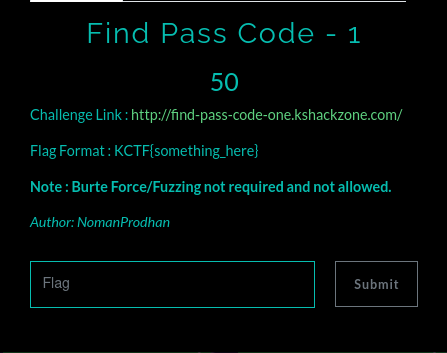 Find Pass Code - 1
50
Challenge Link : http://find-pass-code-one.kshackzone.com/
Flag Format : KCTF{something_here}
Note : Burte Force/Fuzzing not required and not allowed.
Author: NomanProdhan
Flag
Submit